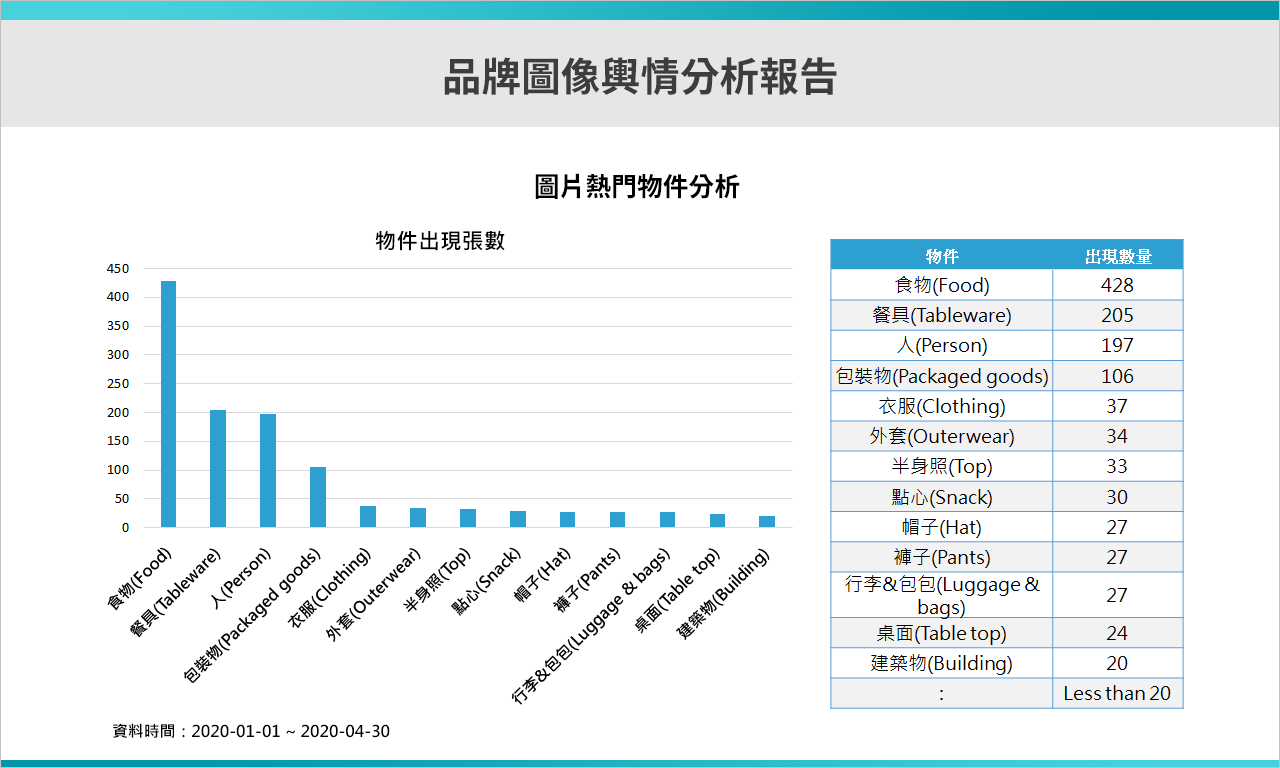 品牌圖像輿情分析報告
圖片熱門物件分析
物件出現張數
450
400
350
300
250
200
150
100
50
0
食物(Food)
餐具(Tableware)
人(Person)
包裝物(Packaged goods)
衣服(Clothing)
外套(Outerwear)
半身照(Top)
點心(Snack)
帽子(Hat)
褲子(Pants)
行李&包包(Luggage & bags)
桌面(Table top)
建築物(Building)
物件 出現數量
食物(Food) 428
餐具(Tableware) 205
人(Person) 197
包裝物(Packaged goods) 106
衣服(Clothing) 37
外套(Outerwear) 34
半身照(Top) 33
點心(Snack) 30
帽子(Hat) 27
褲子(Pants) 27
行李&包包(Luggage &
bags) 27
桌面(Table top) 24
建築物(Building) 20
: Less than 20
資料時間：2020-01-01 ~ 2020-04-30